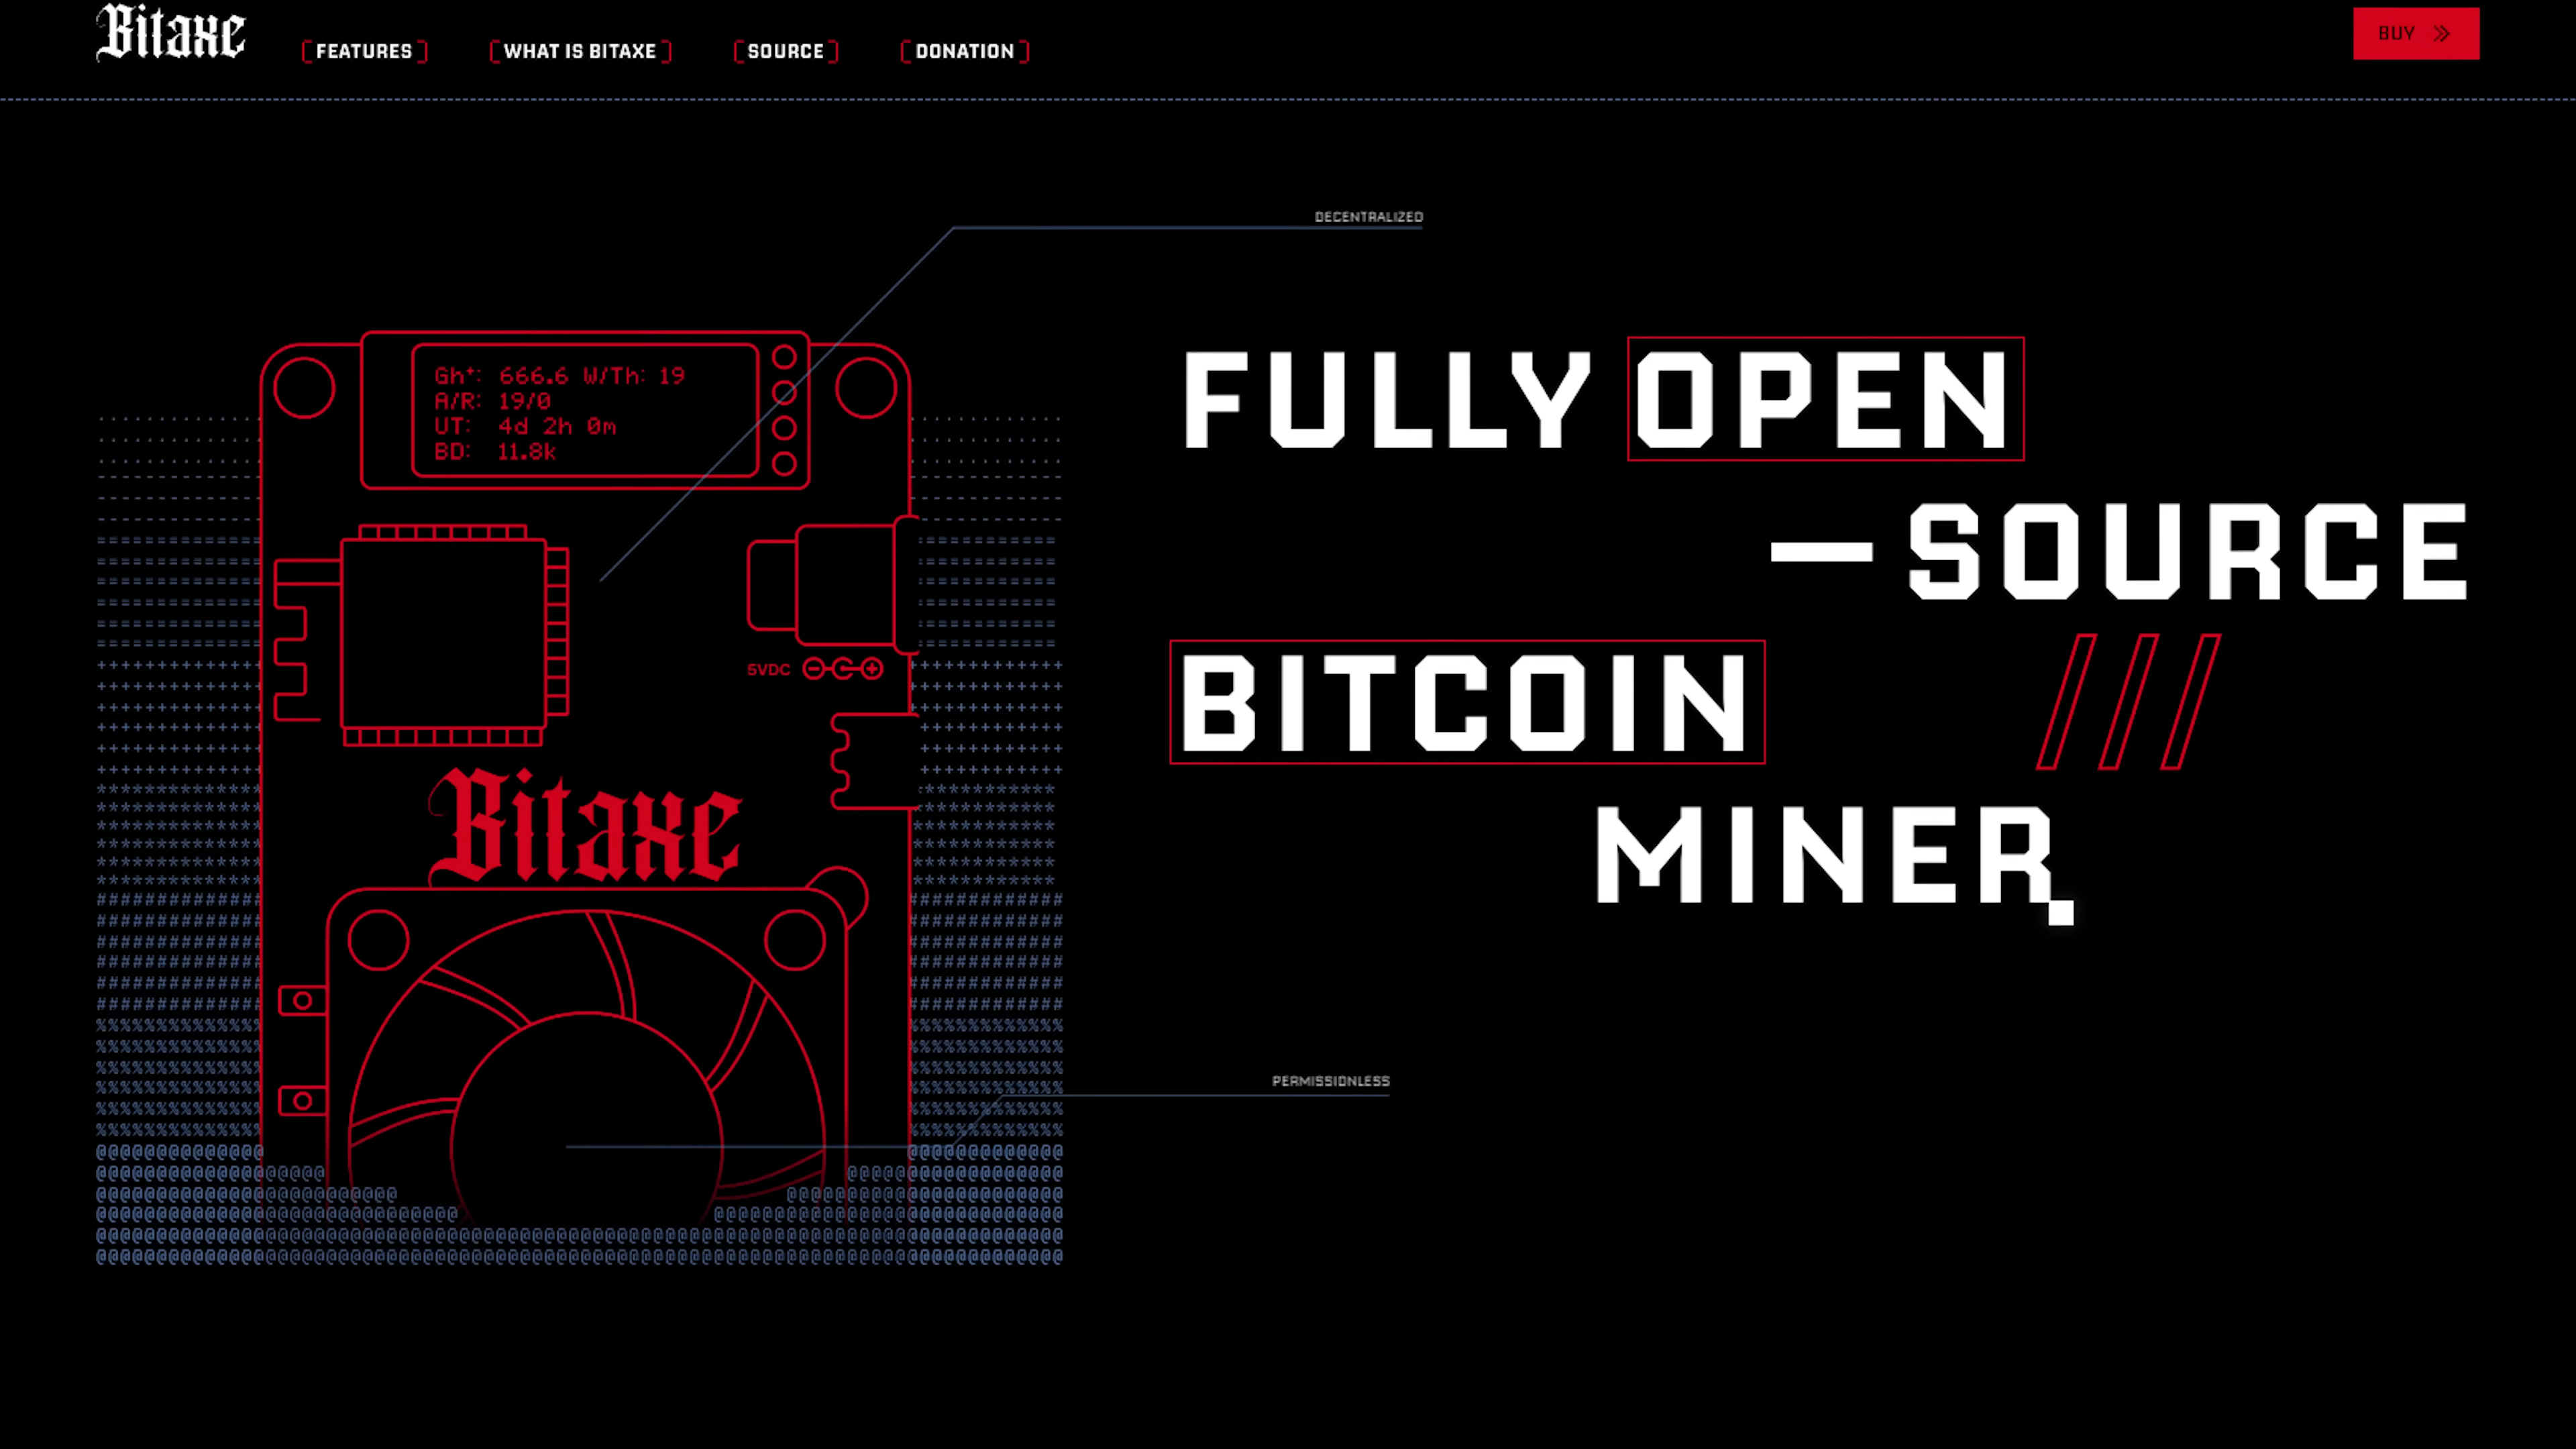 Bitaxe
FEATURES
WHAT IS BITAXE
SOURCE
DONATION
BUY
DECENTRALIZED
FULLY OPEN
—SOURCE
BITCOIN
MINER.
Gh⁺: 666.6 W/Th: 19
A/R: 19/0
UT: 4d 2h 0m
BD: 11.8k
5VDC
Bitaxe
PERMISSIONLESS